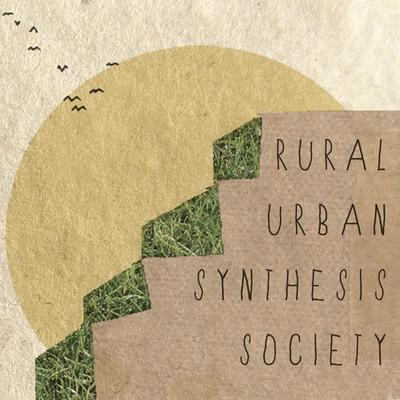 RURAL
URBAN
SYNTHESIS
SOCIETY